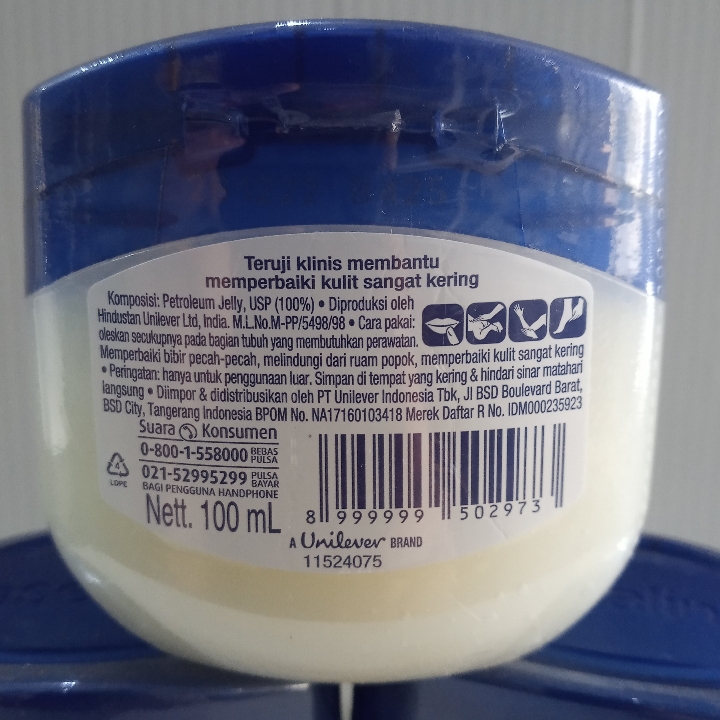 Teruji klinis membantu
memperbaiki kulit sangat kering
Komposisi: Petroleum Jelly, USP (100%) • Diproduksi oleh
Hindustan Unilever Ltd, India. M.L.No.M-PP/5498/98 • Cara pakai:
oleskan secukupnya pada bagian tubuh yang membutuhkan perawatan.
Memperbaiki bibir pecah-pecah, melindungi dari ruam popok, memperbaiki kulit sangat kering
• Peringatan: hanya untuk penggunaan luar. Simpan di tempat yang kering & hindari sinar matahari
langsung • Diimpor & didistribusikan oleh PT Unilever Indonesia Tbk, Jl BSD Boulevard Barat,
BSD City, Tangerang Indonesia BPOM No. NA17160103418 Merek Daftar R No. IDM000235923
Suara Konsumen
0-800-1-558000 BEBAS PULSA
021-52995299 PULSA BAYAR
BAGI PENGGUNA HANDPHONE
4
LDPE
Nett. 100 mL
8 999999 502973
A Unilever BRAND
11524075